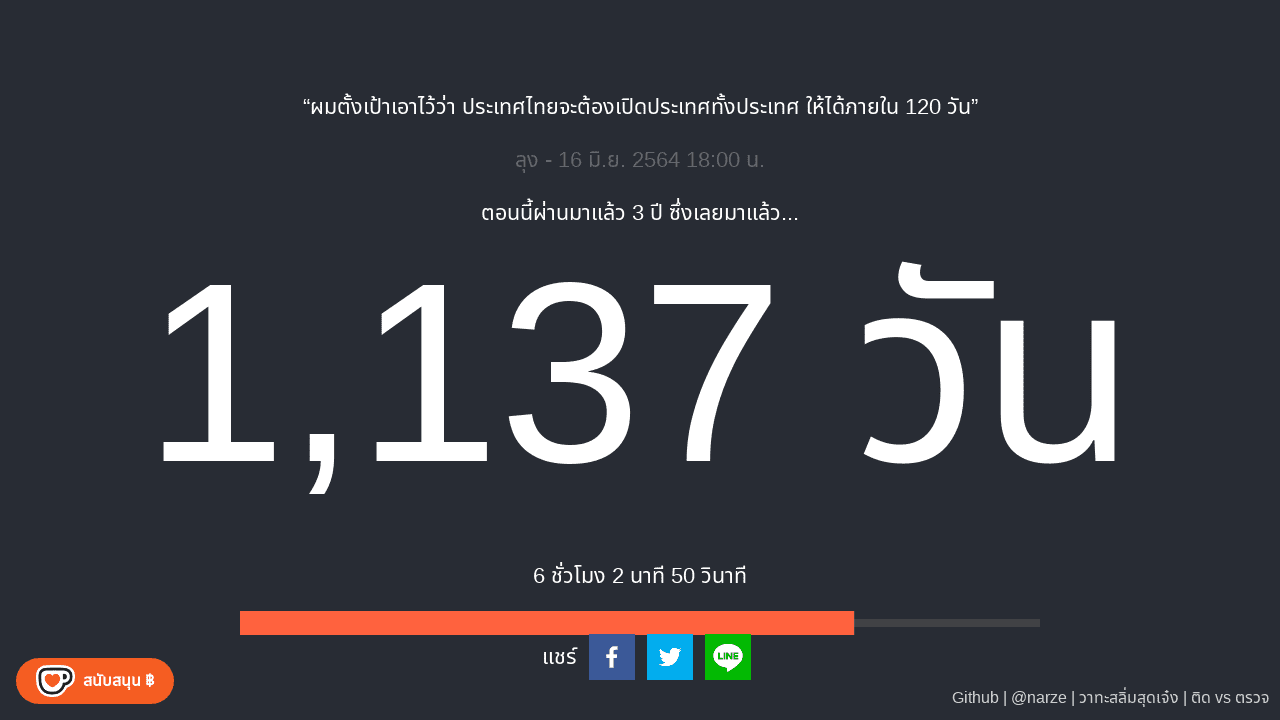 “ผมตั้งเป้าเอาไว้ว่า ประเทศไทยจะต้องเปิดประเทศทั้งประเทศ ให้ได้ภายใน 120 วัน”
ลุง - 16 มิ.ย. 2564 18:00 น.
ตอนนี้ผ่านมาแล้ว 3 ปี ซึ่งเลยมาแล้ว...
1,137 วัน
6 ชั่วโมง 2 นาที 50 วินาที
แชร์
LINE
สนับสนุน ฿
Github | @narze | วาทะสลิ่มสุดเจ๋ง | ติด vs ตรวจ